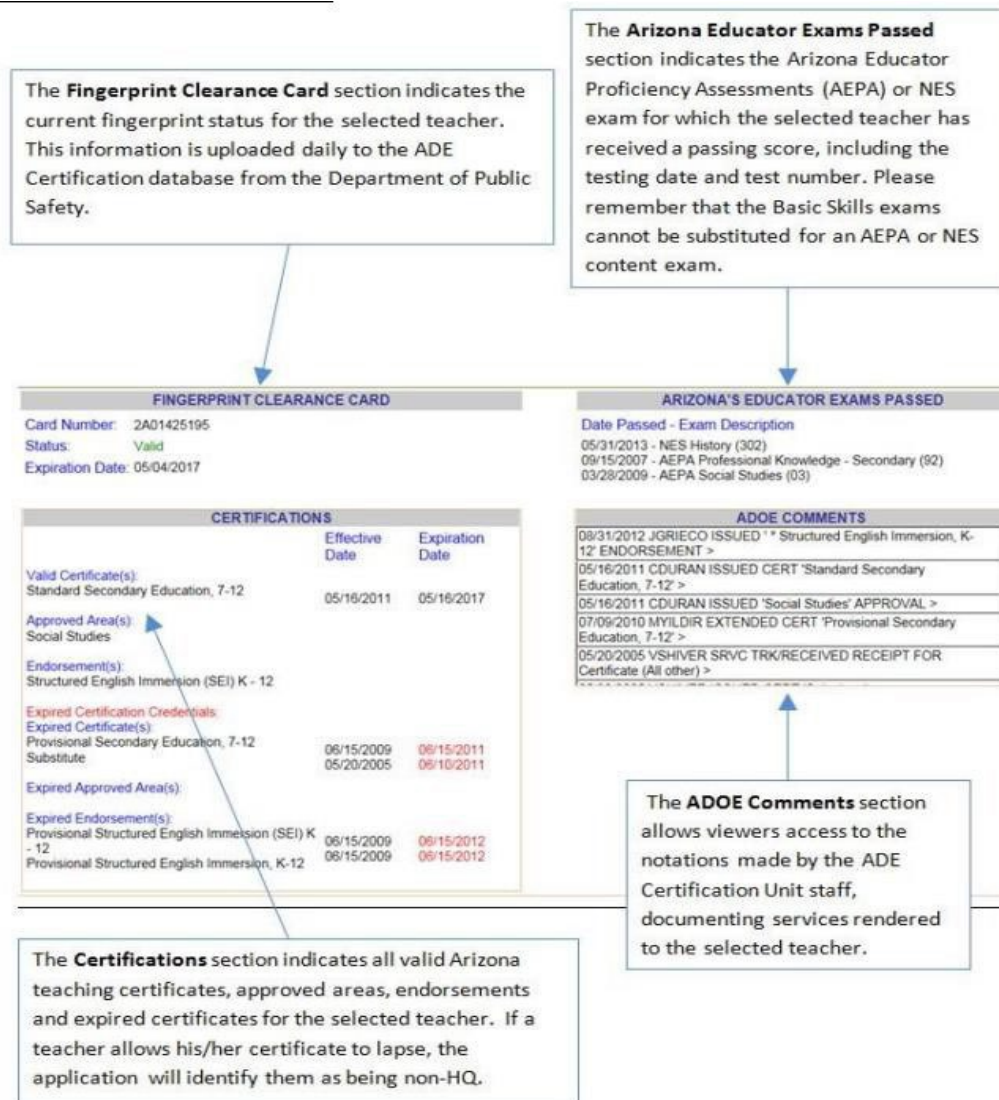 The Fingerprint Clearance Card section indicates the
current fingerprint status for the selected teacher.
This information is uploaded daily to the ADE
Certification database from the Department of Public
Safety.
The Arizona Educator Exams Passed
section indicates the Arizona Educator
Proficiency Assessments (AEPA) or NES
exam for which the selected teacher has
received a passing score, including the
testing date and test number. Please
remember that the Basic Skills exams
cannot be substituted for an AEPA or NES
content exam.
FINGERPRINT CLEARANCE CARD
Card Number: 2A01425195
Status: Valid
Expiration Date: 05/04/2017
ARIZONA'S EDUCATOR EXAMS PASSED
Date Passed - Exam Description
05/31/2013 - NES History (302)
09/15/2007 - AEPA Professional Knowledge - Secondary (92)
03/28/2009 - AEPA Social Studies (03)
CERTIFICATIONS
Effective Date Expiration Date
Valid Certificate(s):
Standard Secondary Education, 7-12 05/16/2011 05/16/2017
Approved Area(s):
Social Studies
Endorsement(s):
Structured English Immersion (SEI) K - 12
Expired Certification Credentials:
Expired Certificate(s):
Provisional Secondary Education, 7-12 06/15/2009 06/15/2011
Substitute 05/20/2005 06/10/2011
Expired Approved Area(s):
Expired Endorsement(s):
Provisional Structured English Immersion (SEI) K
- 12 06/15/2009 06/15/2012
Provisional Structured English Immersion, K-12 06/15/2009 06/15/2012
ADOE COMMENTS
08/31/2012 JGRIECO ISSUED ' * Structured English Immersion, K-
12' ENDORSEMENT >
05/16/2011 CDURAN ISSUED CERT 'Standard Secondary
Education, 7-12' >
05/16/2011 CDURAN ISSUED 'Social Studies' APPROVAL >
07/09/2010 MYILDIR EXTENDED CERT 'Provisional Secondary
Education, 7-12' >
05/20/2005 VSHIVER SRVC TRK/RECEIVED RECEIPT FOR
Certificate (All other) >
The ADOE Comments section
allows viewers access to the
notations made by the ADE
Certification Unit staff,
documenting services rendered
to the selected teacher.
The Certifications section indicates all valid Arizona
teaching certificates, approved areas, endorsements
and expired certificates for the selected teacher. If a
teacher allows his/her certificate to lapse, the
application will identify them as being non-HQ.